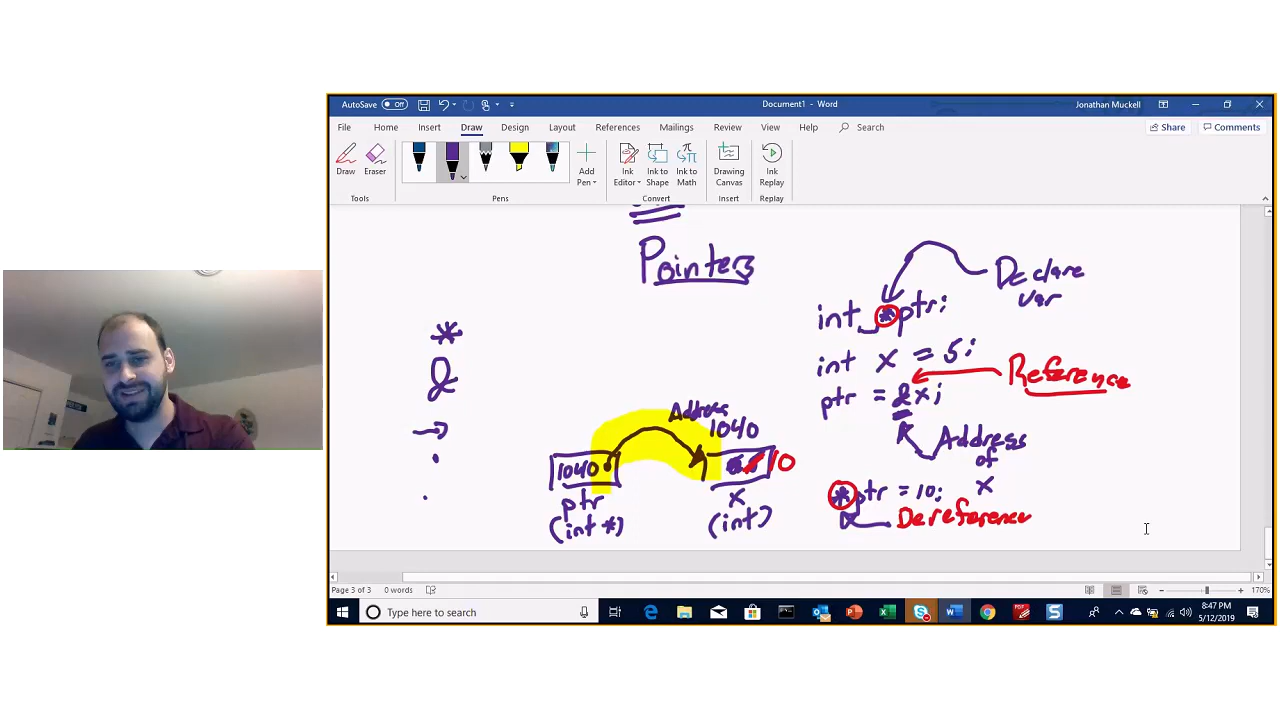 AutoSave Off
Document1 - Word
Jonathan Muckell
File Home Insert Draw Design Layout References Mailings Review View Help Search
Share Comments
Draw Eraser Add Pen Ink Editor Ink to Shape Ink to Math Drawing Canvas Ink Replay
Tools Pens Convert Insert Replay
Pointers
Declare
var
int *ptr;
int x = 5;
Reference
ptr = &x;
Address
of
x
*ptr = 10;
Dereference
*
&
→
.
.
Address
1040
1040
10
ptr
x
(int *)
(int)
Page 3 of 3 0 words
170%
Type here to search
8:47 PM
5/12/2019